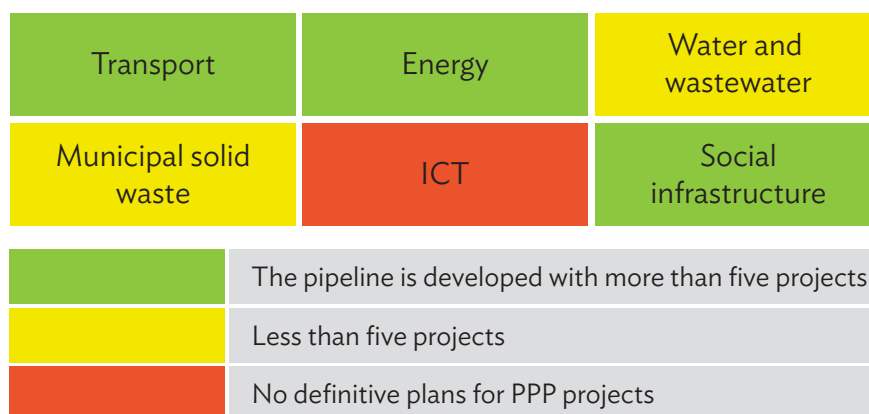 Transport
Energy
Water and
wastewater
Municipal solid
waste
ICT
Social
infrastructure
The pipeline is developed with more than five projects
Less than five projects
No definitive plans for PPP projects